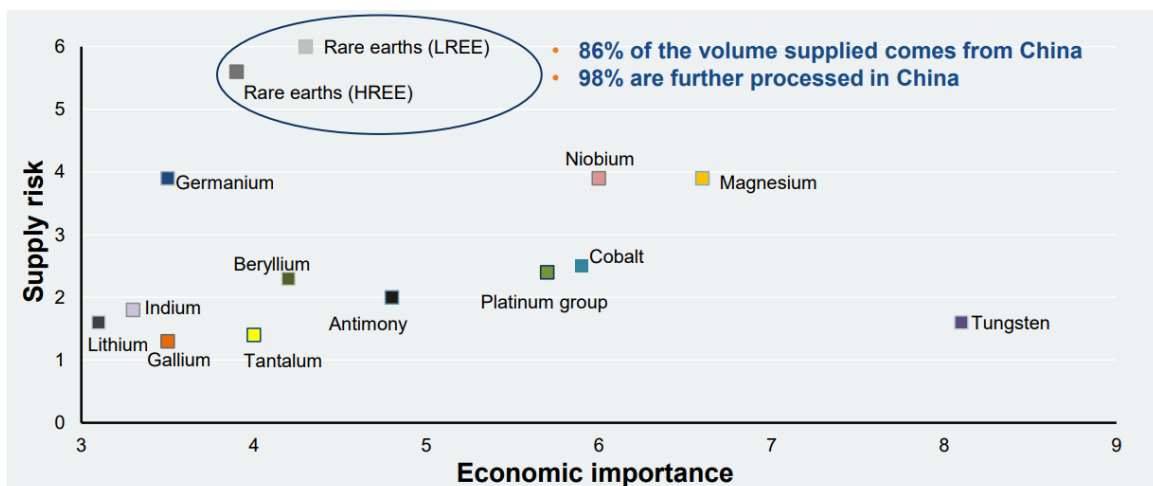 6
Rare earths (LREE)
• 86% of the volume supplied comes from China
• 98% are further processed in China
Rare earths (HREE)
5
Niobium
4
Germanium
Magnesium
Supply risk
3
Beryllium
Cobalt
2
Indium
Antimony
Platinum group
Lithium
Gallium
Tantalum
Tungsten
1
0
3 4 5 6 7 8 9
Economic importance